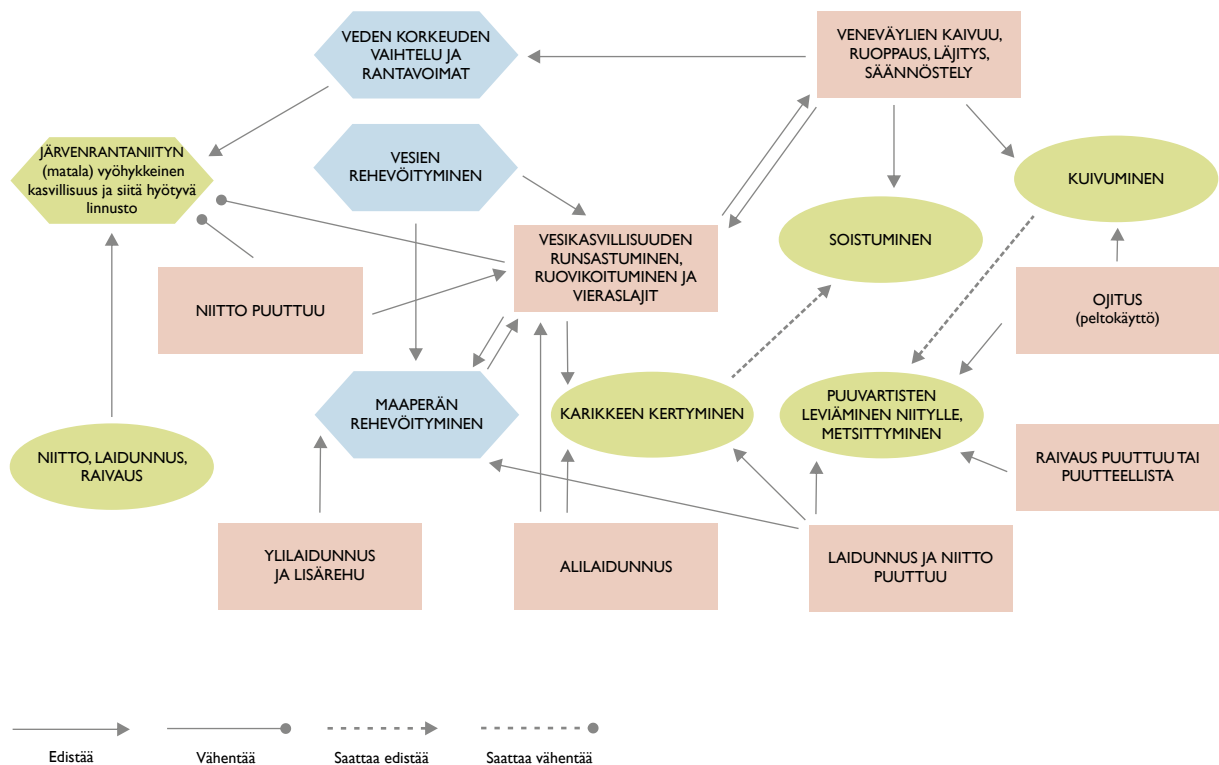 VEDEN KORKEUDEN
VAIHTELU JA
RANTAVOIMAT
VENEVÄYLIEN KAIVUU,
RUOPPAUS, LÄJITYS,
SÄÄNNÖSTELY
JÄRVENRANTANIITYN
(matala) vyöhykkeinen
kasvillisuus ja siitä hyötyvä
linnusto
VESIEN
REHEVÖITYMINEN
KUIVUMINEN
VESIKASVILLISUUDEN
RUNSASTUMINEN,
RUOVIKOITUMINEN JA
VIERASLAJIT
SOISTUMINEN
NIITTO PUUTTUU
OJITUS
(peltokäyttö)
MAAPERÄN
REHEVÖITYMINEN
KARIKKEEN KERTYMINEN
PUUVARTISTEN
LEVIÄMINEN NIITYLLE,
METSITTYMINEN
NIITTO, LAIDUNNUS,
RAIVAUS
RAIVAUS PUUTTUU TAI
PUUTTEELLISTA
YLILAIDUNNUS
JA LISÄREHU
ALILAIDUNNUS
LAIDUNNUS JA NIITTO
PUUTTUU
Edistää
Vähentää
Saattaa edistää
Saattaa vähentää